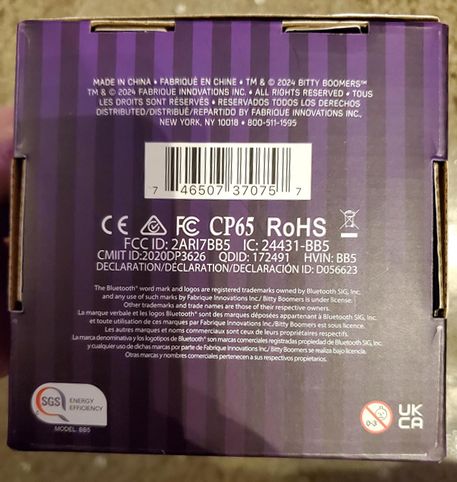 MADE IN CHINA • FABRIQUÉ EN CHINE • TM & © 2024 BITTY BOOMERS™
TM & © 2024 FABRIQUE INNOVATIONS INC. • ALL RIGHTS RESERVED • TOUS
LES DROITS SONT RÉSERVÉS • RESERVADOS TODOS LOS DERECHOS
DISTRIBUTED/DISTRIBUÉ/REPARTIDO BY FABRIQUE INNOVATIONS INC.,
NEW YORK, NY 10018 • 800-511-1595
7 46507 37075 7
CE FC CP65 RoHS
FCC ID: 2ARI7BB5 IC: 24431-BB5
CMIIT ID:2020DP3626 QDID: 172491 HVIN: BB5
DECLARATION/DÉCLARATION/DECLARACIÓN ID: D056623
The Bluetooth® word mark and logos are registered trademarks owned by Bluetooth SIG, Inc.
and any use of such marks by Fabrique Innovations Inc./ Bitty Boomers is under license.
Other trademarks and trade names are those of their respective owners.
La marque verbale et les logos Bluetooth® sont des marques déposées appartenant à Bluetooth SIG, Inc.
et toute utilisation de ces marques par Fabrique Innovations Inc./ Bitty Boomers est sous licence.
Les autres marques et noms commerciaux sont ceux de leurs propriétaires respectifs.
La marca denominativa y los logotipos Bluetooth® son marcas comerciales registradas propiedad de Bluetooth SIG, Inc.
y cualquier uso de dichas marcas por parte de Fabrique Innovations Inc./ Bitty Boomers se realiza bajo licencia.
Otras marcas y nombres comerciales pertenecen a sus respectivos propietarios.
SGS ENERGY
EFFICIENCY
MODEL: BB5
0-3
UK
CA